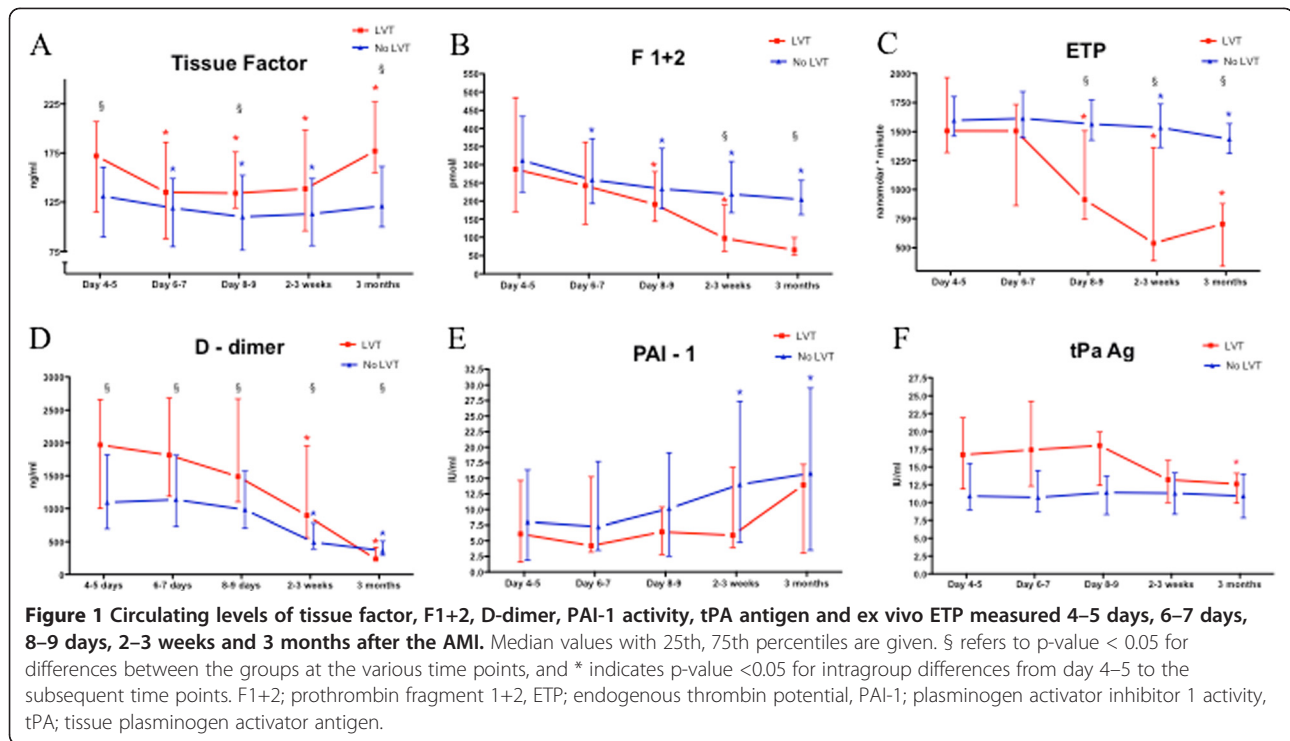 A
Tissue Factor
LVT
No LVT
ng/ml
225
175
125
75
§ § §
* * * *
* * *
Day 4-5 Day 6-7 Day 8-9 2-3 weeks 3 months
B
F 1+2
LVT
No LVT
pmol/l
550
500
450
400
350
300
250
200
150
100
50
0
§ §
* * * *
* * *
Day 4-5 Day 6-7 Day 8-9 2-3 weeks 3 months
C
ETP
LVT
No LVT
nanomolar * minute
2000
1750
1500
1250
1000
750
500
§ § §
* *
* * *
Day 4-5 Day 6-7 Day 8-9 2-3 weeks 3 months
D
D - dimer
LVT
No LVT
ng/ml
3000
2500
2000
1500
1000
500
0
§ § § § §
* *
* *
4-5 days 6-7 days 8-9 days 2-3 weeks 3 months
E
PAI - 1
LVT
No LVT
IU/ml
32.5
30.0
27.5
25.0
22.5
20.0
17.5
15.0
12.5
10.0
7.5
5.0
2.5
0.0
* *
Day 4-5 Day 6-7 Day 8-9 2-3 weeks 3 months
F
tPa Ag
LVT
No LVT
IU/ml
27.5
25.0
22.5
20.0
17.5
15.0
12.5
10.0
7.5
5.0
2.5
0.0
*
Day 4-5 Day 6-7 Day 8-9 2-3 weeks 3 months
Figure 1 Circulating levels of tissue factor, F1+2, D-dimer, PAI-1 activity, tPA antigen and ex vivo ETP measured 4–5 days, 6–7 days,
8–9 days, 2–3 weeks and 3 months after the AMI. Median values with 25th, 75th percentiles are given. § refers to p-value < 0.05 for
differences between the groups at the various time points, and * indicates p-value <0.05 for intragroup differences from day 4–5 to the
subsequent time points. F1+2; prothrombin fragment 1+2, ETP; endogenous thrombin potential, PAI-1; plasminogen activator inhibitor 1 activity,
tPA; tissue plasminogen activator antigen.